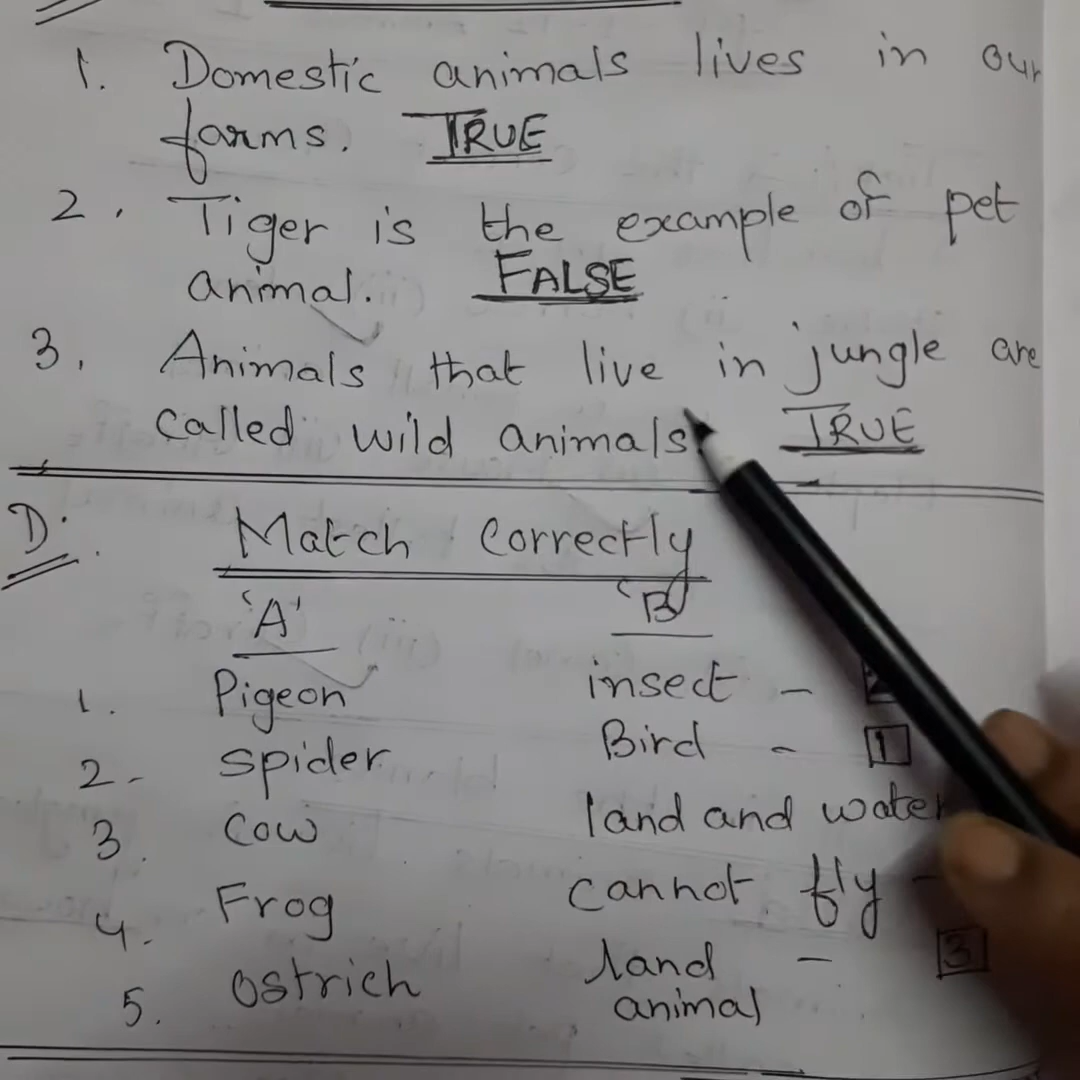 1. Domestic animals lives in our
farms. TRUE
2. Tiger is the example of pet
animal. FALSE
3. Animals that live in jungle are
called wild animals. TRUE
D. Match Correctly
'A' 'B'
1. Pigeon insect - 2
2- spider Bird - 1
3. Cow land and water
4. Frog cannot fly -
5. ostrich land - 3
animal